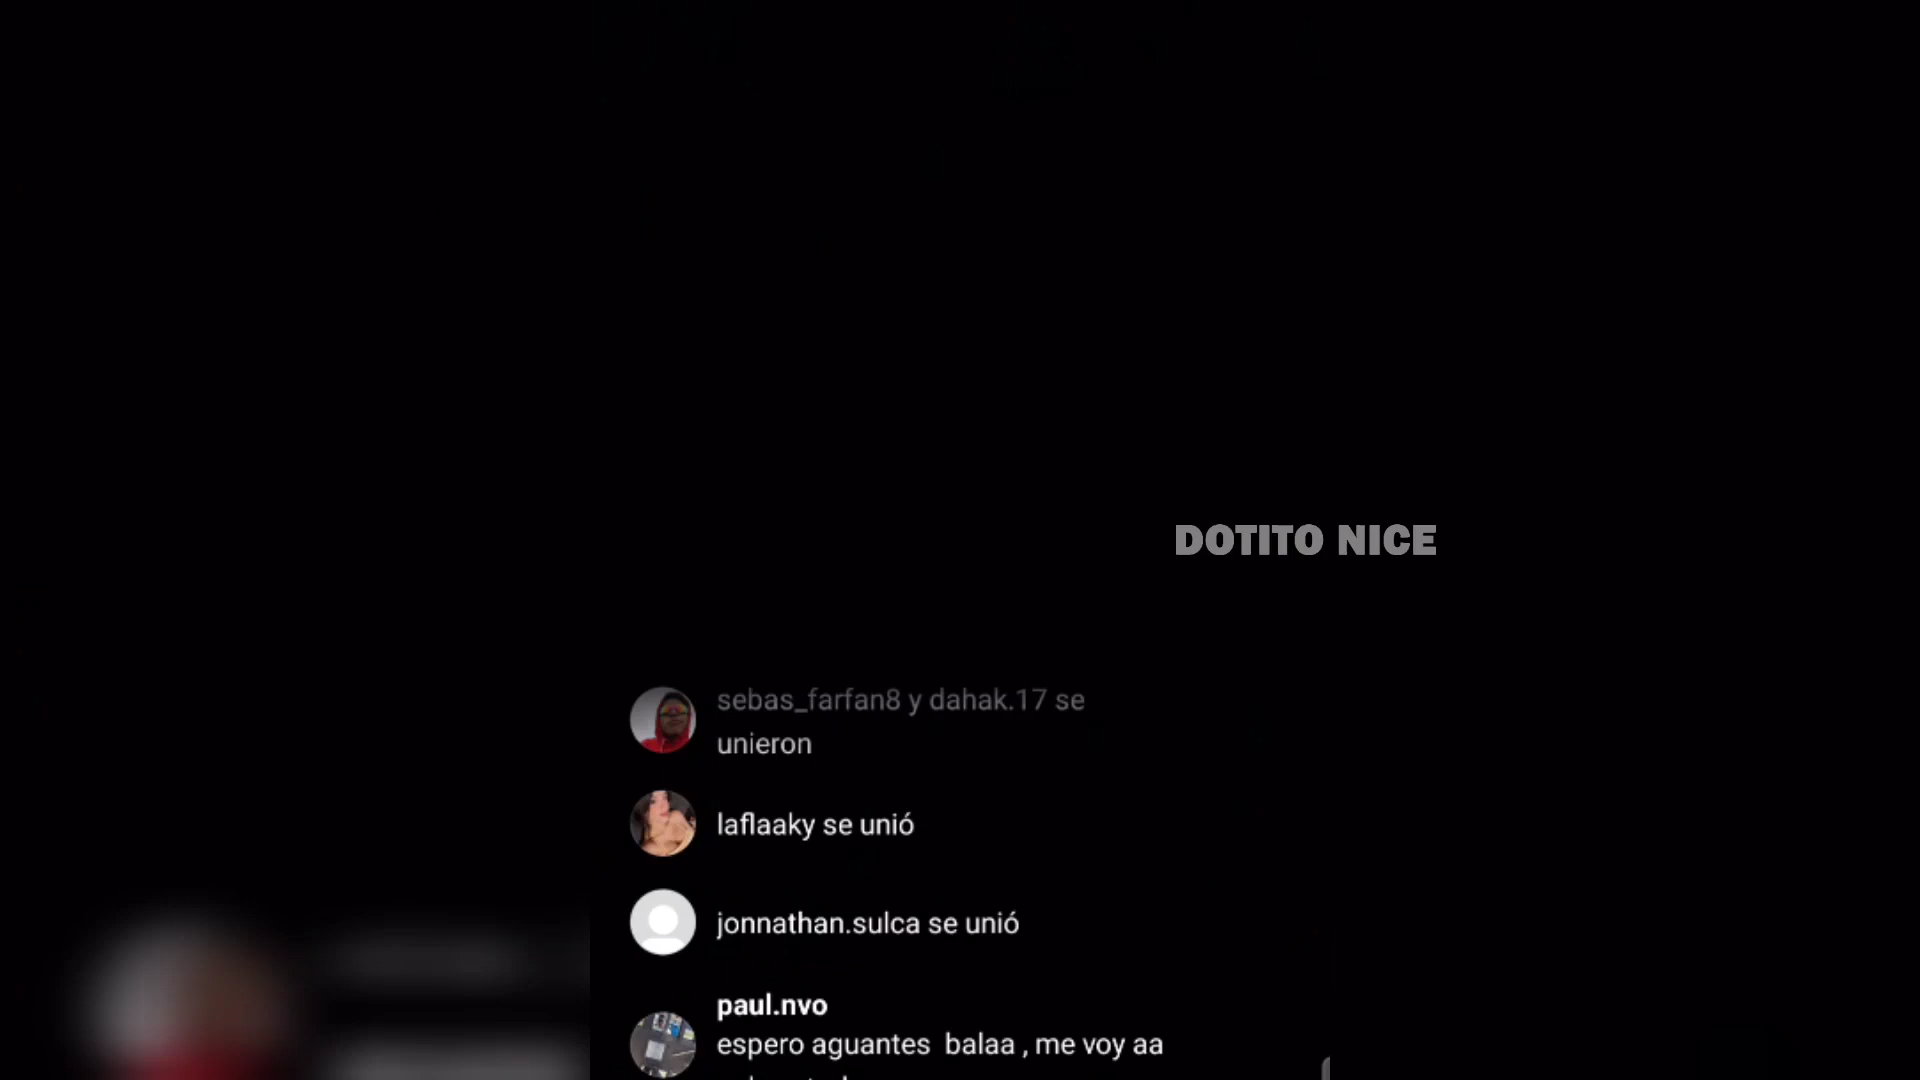 DOTITO NICE
sebas_farfan8 y dahak.17 se
unieron
laflaaky se unió
jonnathan.sulca se unió
paul.nvo
espero aguantes balaa , me voy aa